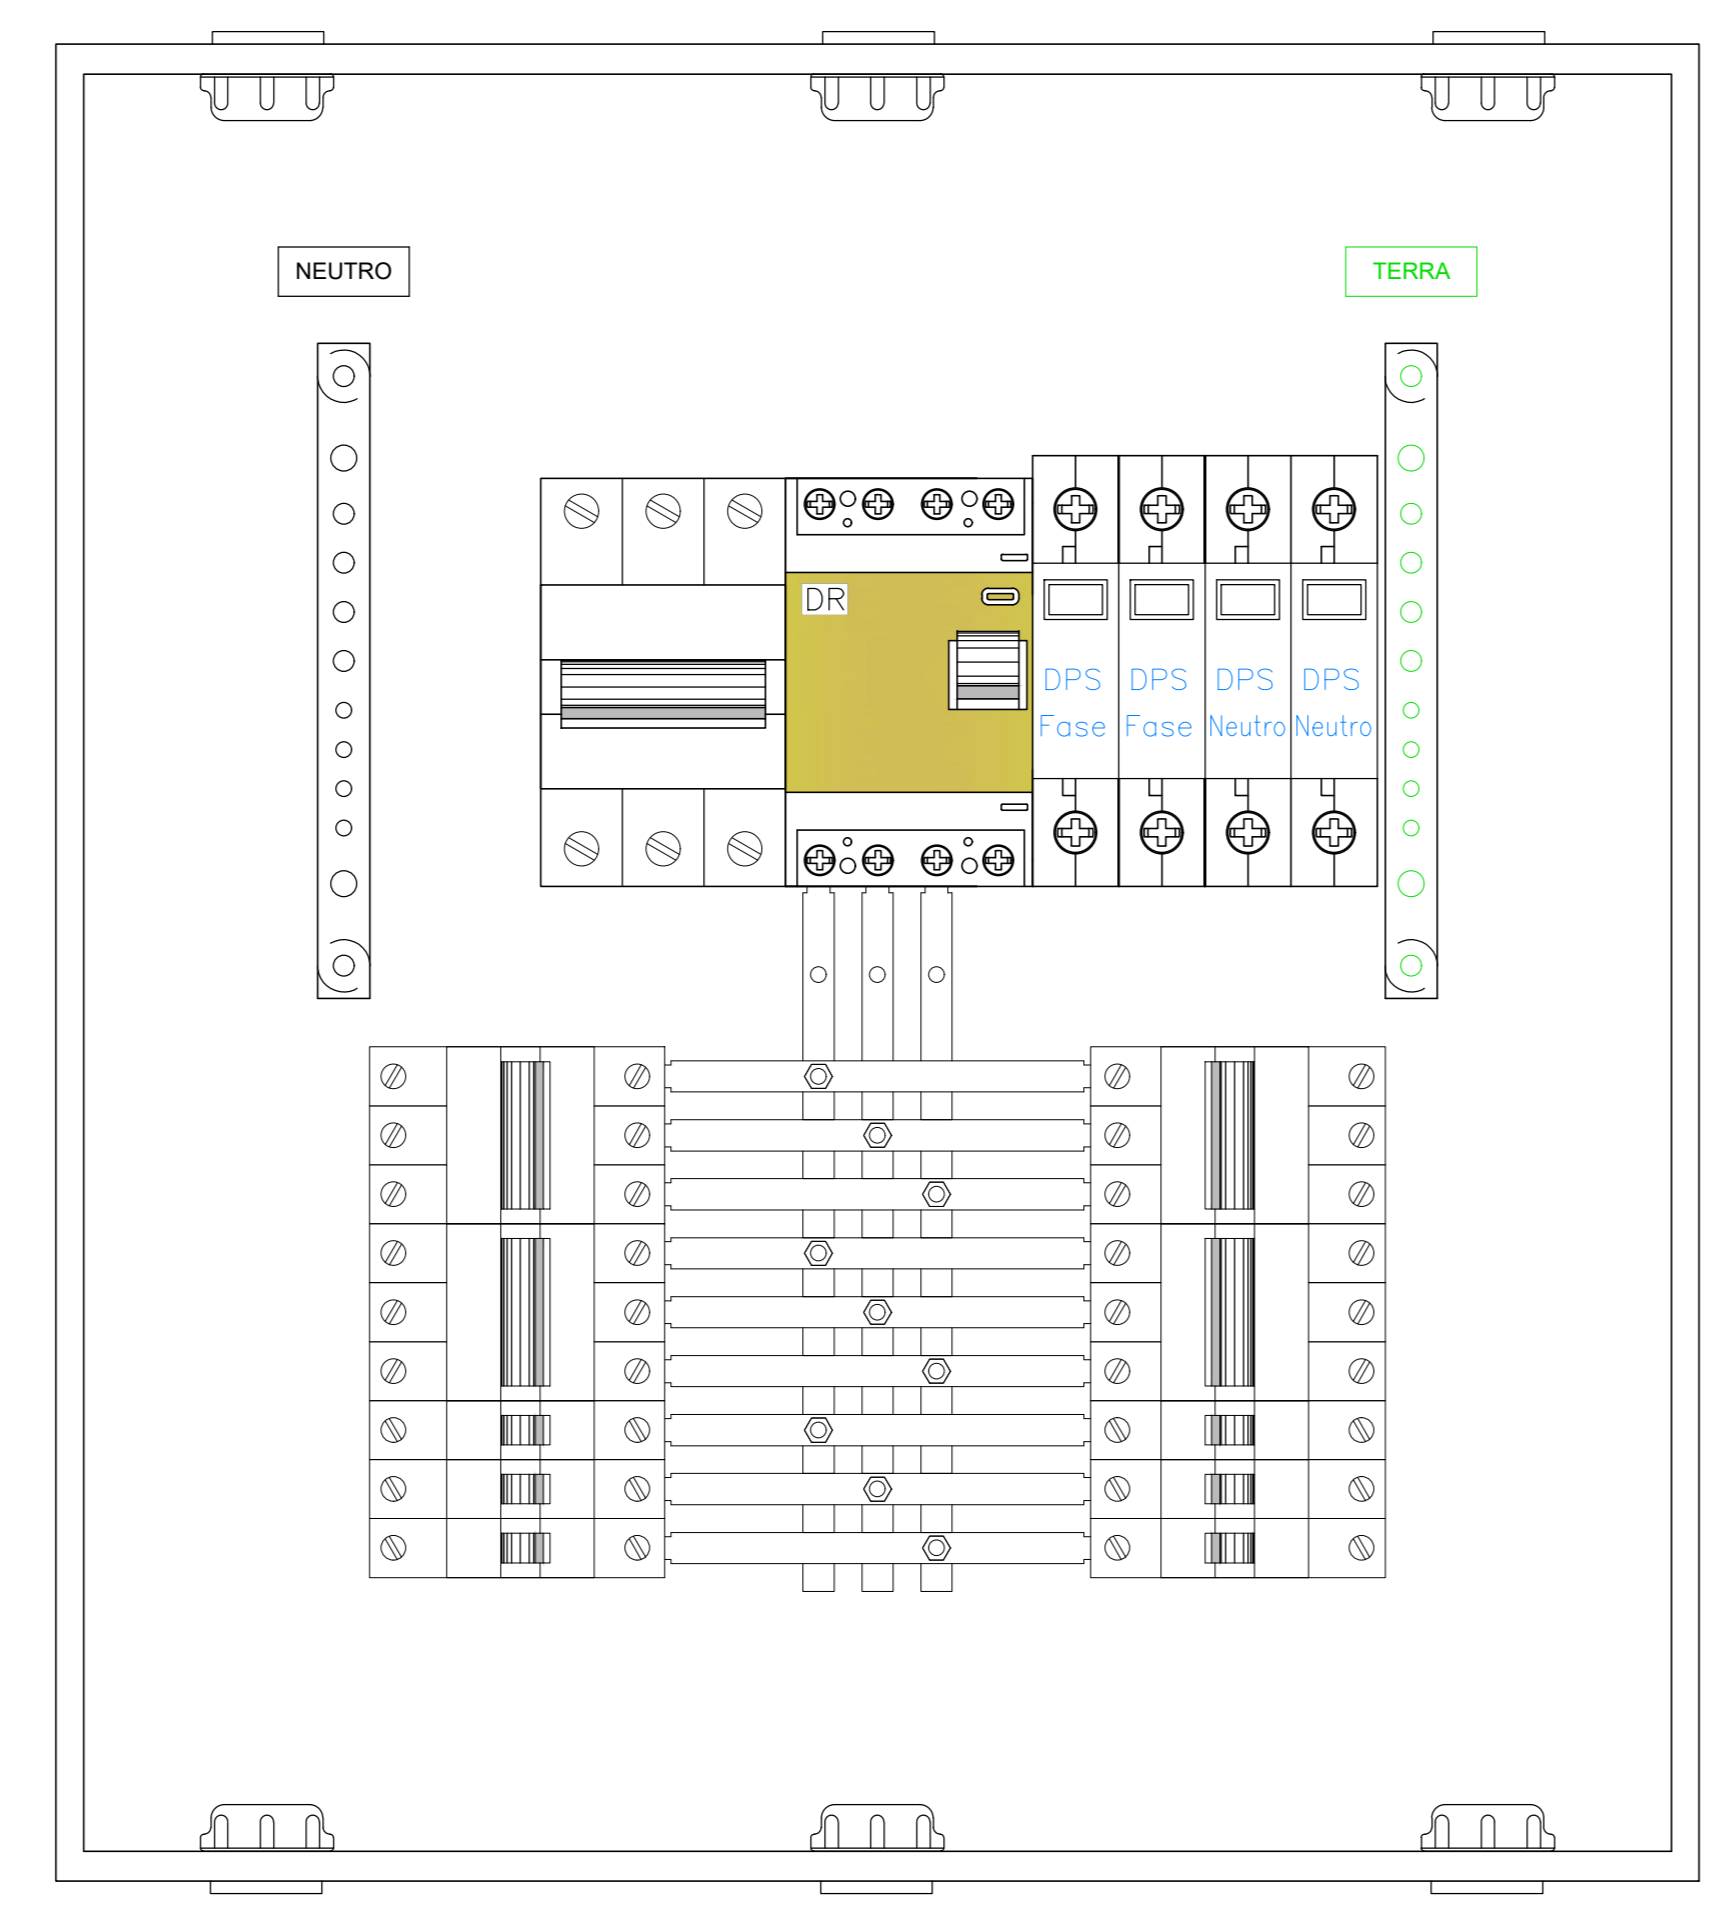 NEUTRO
TERRA
DR
DPS DPS DPS DPS
Fase Fase Neutro Neutro